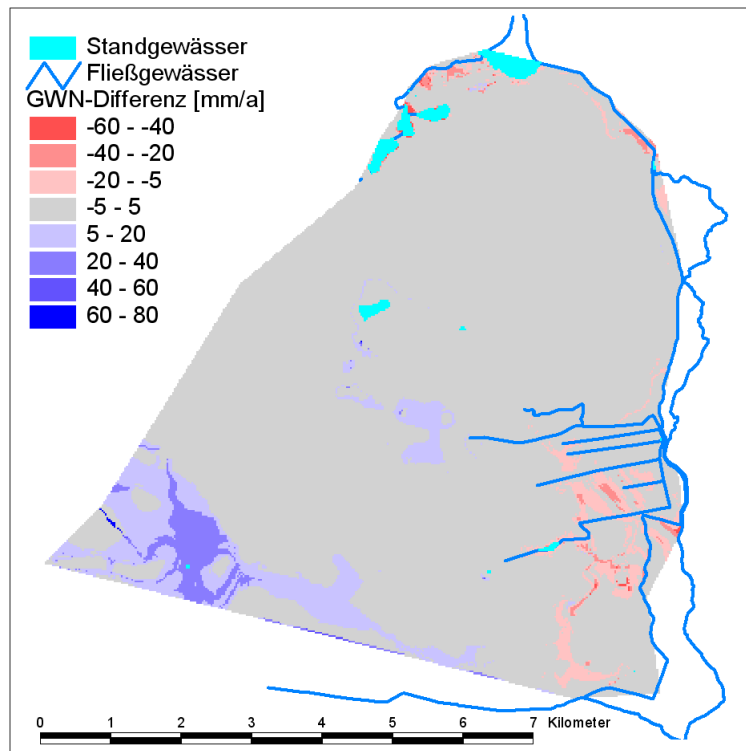 Standgewässer
Fließgewässer
GWN-Differenz [mm/a]
-60 - -40
-40 - -20
-20 - -5
-5 - 5
5 - 20
20 - 40
40 - 60
60 - 80
0 1 2 3 4 5 6 7 Kilometer